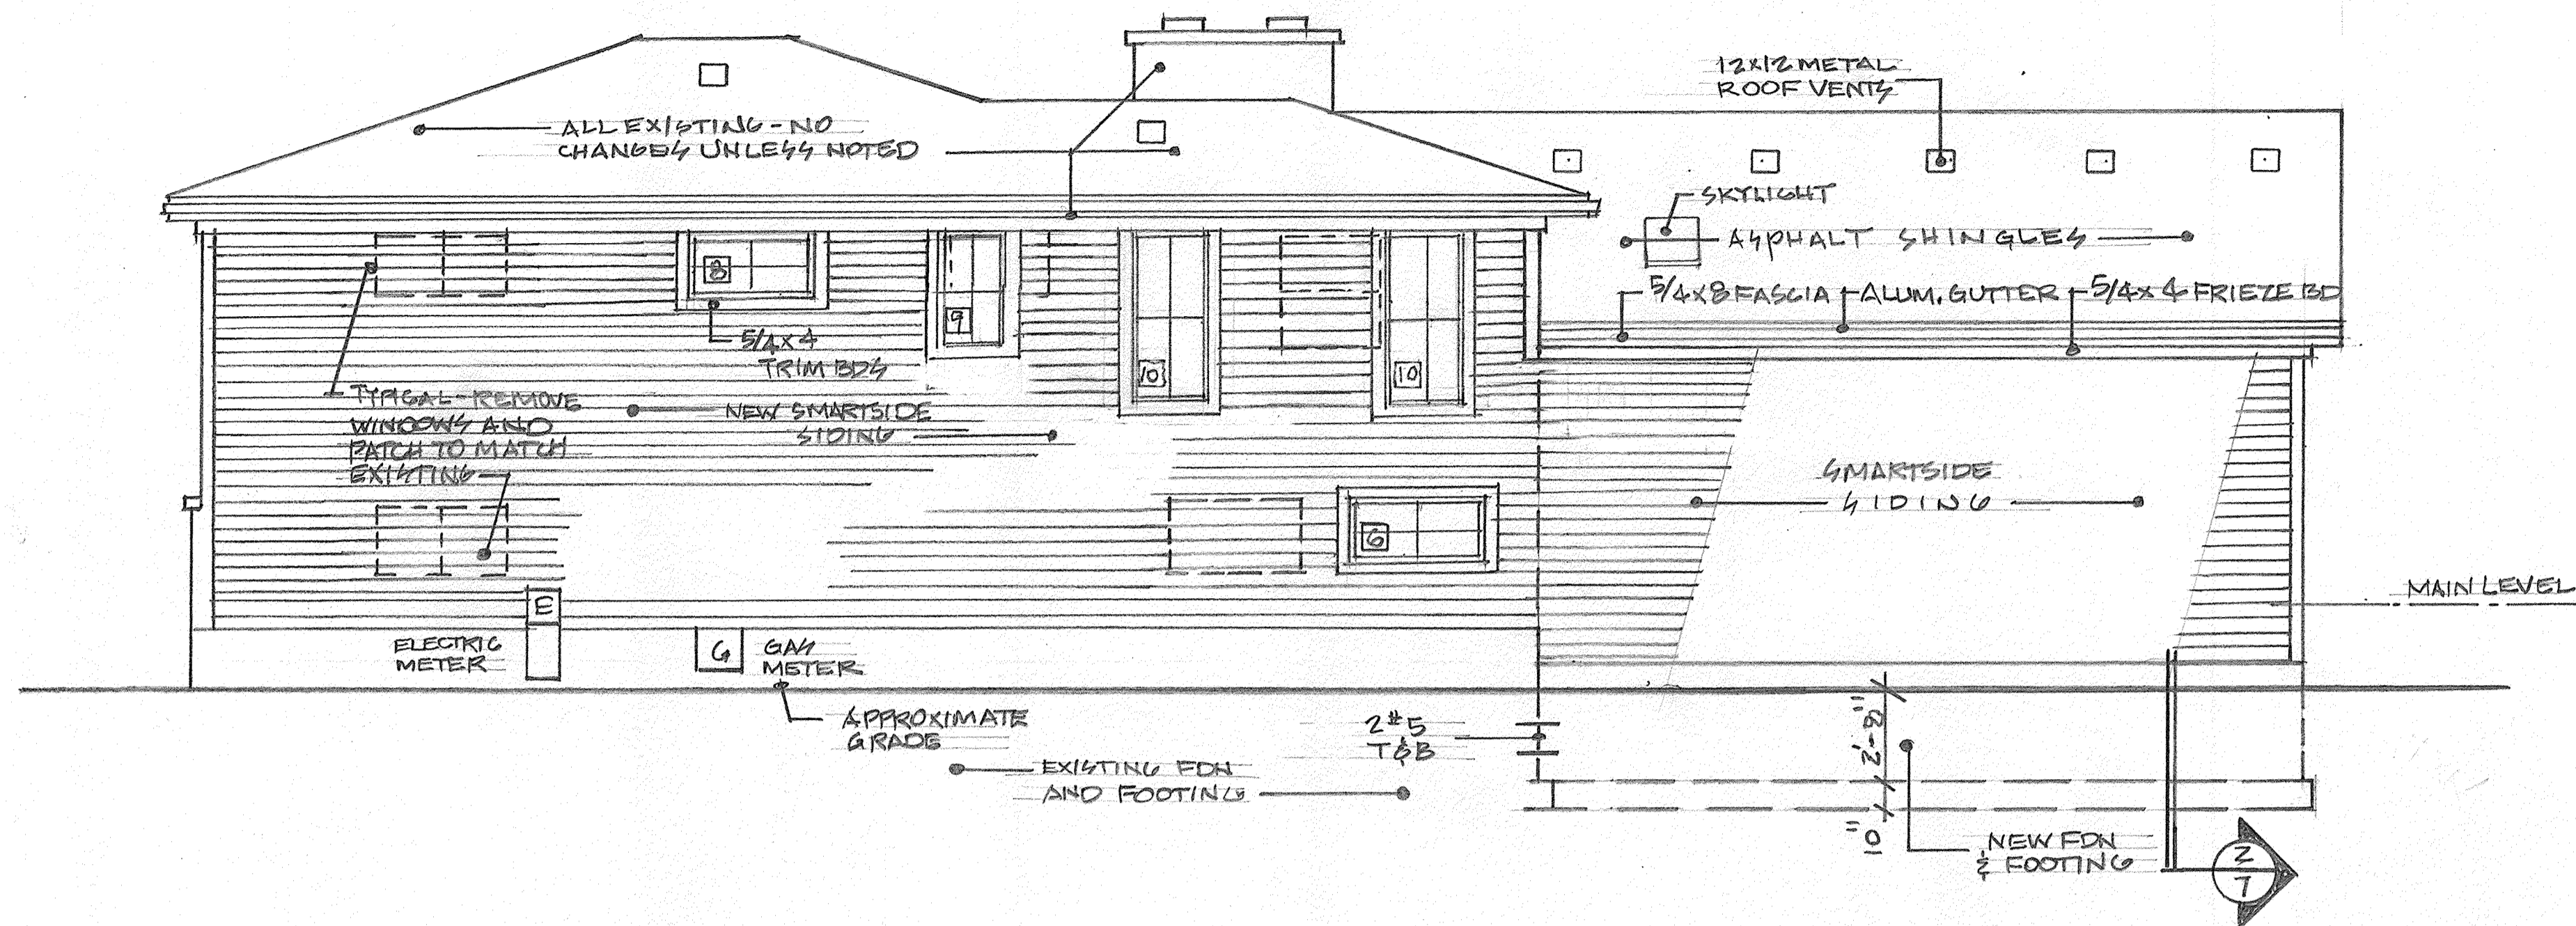 12X12 METAL
ROOF VENTS
ALL EXISTING - NO
CHANGES UNLESS NOTED
SKYLIGHT
ASPHALT SHINGLES
5/4x8 FASCIA
ALUM. GUTTER
5/4x4 FRIEZE BD
8
9
10
10
5/4x4
TRIM BDS
TYPICAL - REMOVE
WINDOWS AND
PATCH TO MATCH
EXISTING
NEW SMARTSIDE
SIDING
SMARTSIDE
SIDING
6
MAIN LEVEL
E
ELECTRIC
METER
G
GAS
METER
APPROXIMATE
GRADE
2 #5
T & B
2'-8"
EXISTING FDN
AND FOOTING
10"
NEW FDN
& FOOTING
2
7